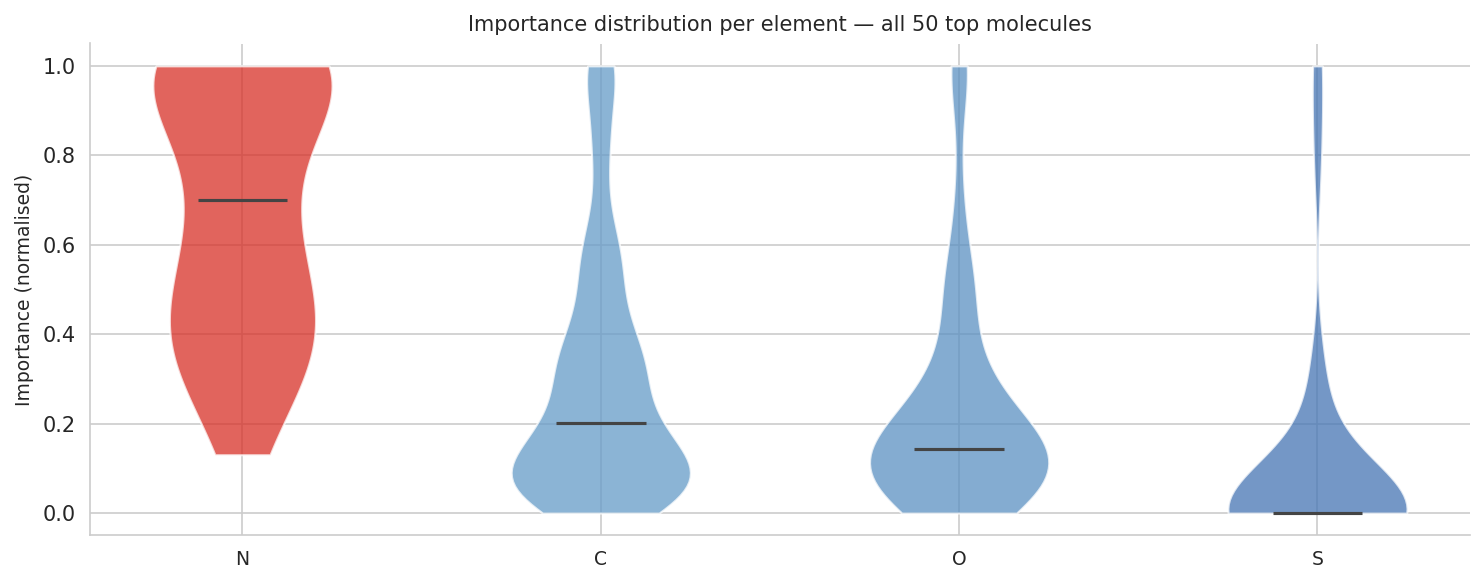 Importance distribution per element — all 50 top molecules
Importance (normalised)
1.0
0.8
0.6
0.4
0.2
0.0
N C O S